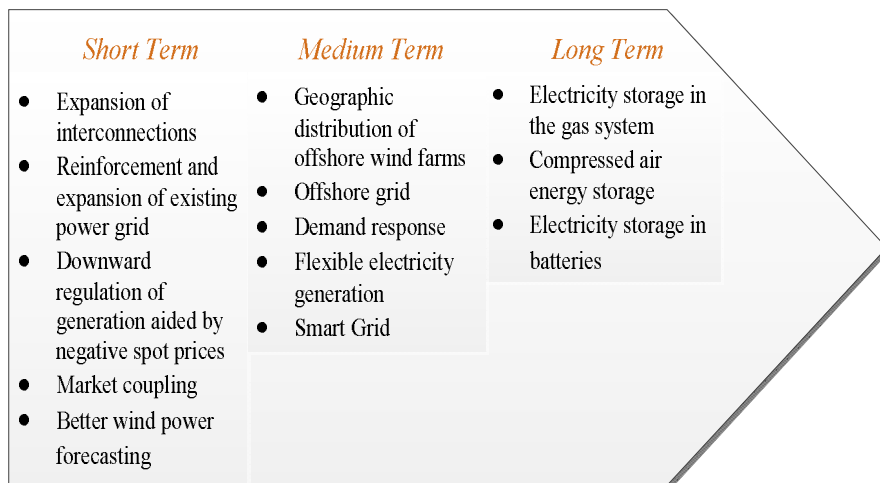 Short Term
Expansion of
interconnections
Reinforcement and
expansion of existing
power grid
Downward
regulation of
generation aided by
negative spot prices
Market coupling
Better wind power
forecasting
Medium Term
Geographic
distribution of
offshore wind farms
Offshore grid
Demand response
Flexible electricity
generation
Smart Grid
Long Term
Electricity storage in
the gas system
Compressed air
energy storage
Electricity storage in
batteries